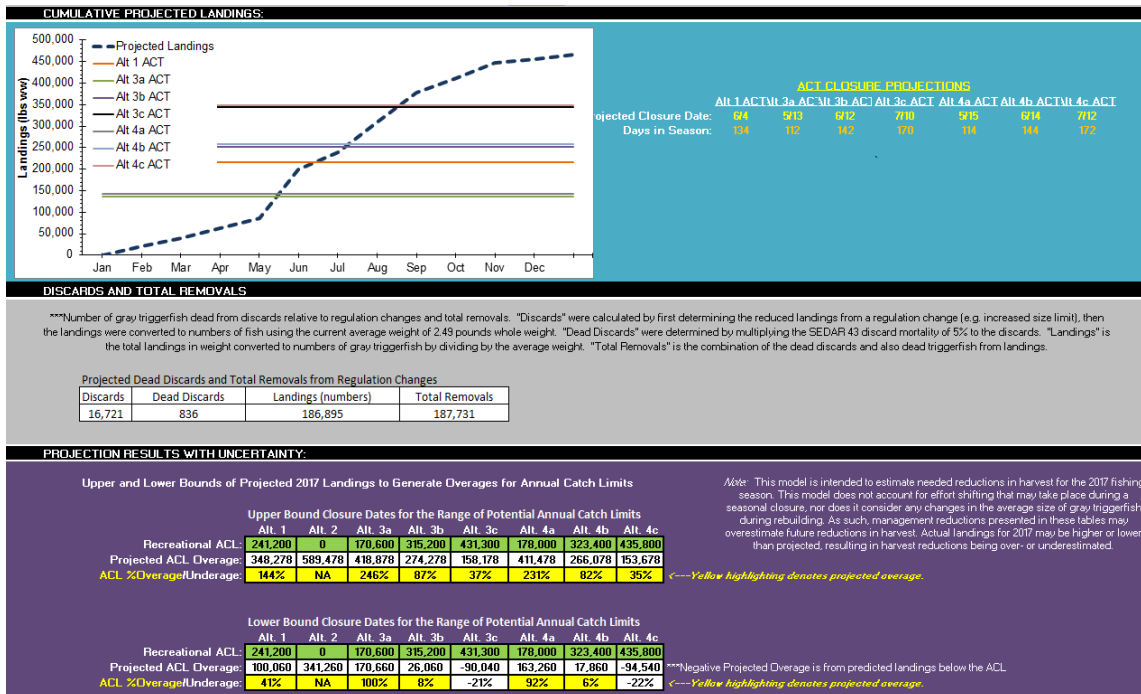 CUMULATIVE PROJECTED LANDINGS:
500,000
450,000
400,000
350,000
300,000
250,000
200,000
150,000
100,000
50,000
0
Landings (lbs ww)
Projected Landings
Alt 1 ACT
Alt 3a ACT
Alt 3b ACT
Alt 3c ACT
Alt 4a ACT
Alt 4b ACT
Alt 4c ACT
Jan Feb Mar Apr May Jun Jul Aug Sep Oct Nov Dec
ACT CLOSURE PROJECTIONS
Alt 1 ACT lt 3a ACT lt 3b ACT Alt 3c ACT Alt 4a ACT Alt 4b ACT lt 4c ACT
ojected Closure Date: 6/4 5/13 6/12 7/10 5/15 6/14 7/12
Days in Season: 134 112 142 170 114 144 172
DISCARDS AND TOTAL REMOVALS
***Number of gray triggerfish dead from discards relative to regulation changes and total removals. "Discards" were calculated by first determining the reduced landings from a regulation change (e.g. increased size limit), then
the landings were converted to numbers of fish using the current average weight of 2.49 pounds whole weight. "Dead Discards" were determined by multiplying the SEDAR 43 discard mortality of 5% to the discards. "Landings" is
the total landings in weight converted to numbers of gray triggerfish by dividing by the average weight. "Total Removals" is the combination of the dead discards and also dead triggerfish from landings.
Projected Dead Discards and Total Removals from Regulation Changes
Discards Dead Discards Landings (numbers) Total Removals
16,721 836 186,895 187,731
PROJECTION RESULTS WITH UNCERTAINTY:
Upper and Lower Bounds of Projected 2017 Landings to Generate Overages for Annual Catch Limits
Note: This model is intended to estimate needed reductions in harvest for the 2017 fishing
season. This model does not account for effort shifting that may take place during a
seasonal closure, nor does it consider any changes in the average size of gray triggerfish
during rebuilding. As such, management reductions presented in these tables may
overestimate future reductions in harvest. Actual landings for 2017 may be higher or lower
than projected, resulting in harvest reductions being over- or underestimated.
Upper Bound Closure Dates for the Range of Potential Annual Catch Limits
Alt. 1 Alt. 2 Alt. 3a Alt. 3b Alt. 3c Alt. 4a Alt. 4b Alt. 4c
Recreational ACL: 241,200 0 170,600 315,200 431,300 178,000 323,400 435,800
Projected ACL Overage: 348,278 589,478 418,878 274,278 158,178 411,478 266,078 153,678
ACL %Overage/Underage: 144% NA 246% 87% 37% 231% 82% 35% <---Yellow highlighting denotes projected overage.
Lower Bound Closure Dates for the Range of Potential Annual Catch Limits
Alt. 1 Alt. 2 Alt. 3a Alt. 3b Alt. 3c Alt. 4a Alt. 4b Alt. 4c
Recreational ACL: 241,200 0 170,600 315,200 431,300 178,000 323,400 435,800
Projected ACL Overage: 100,060 341,260 170,660 26,060 -90,040 163,260 17,860 -94,540 ***Negative Projected Overage is from predicted landings below the ACL
ACL %Overage/Underage: 41% NA 100% 8% -21% 92% 6% -22% <---Yellow highlighting denotes projected overage.